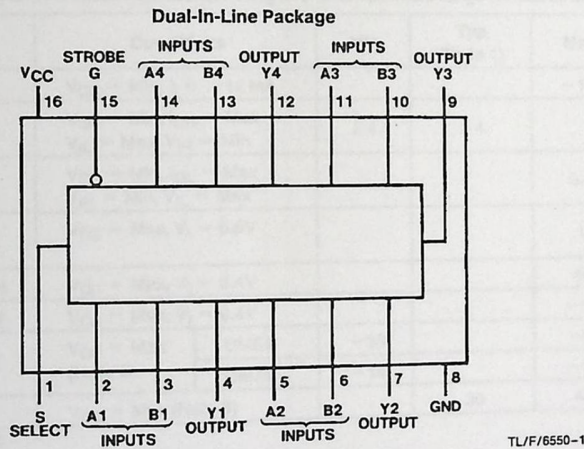 Dual-In-Line Package
STROBE INPUTS OUTPUT INPUTS OUTPUT
VCC G A4 B4 Y4 A3 B3 Y3
16 15 14 13 12 11 10 9
1 2 3 4 5 6 7 8
S A1 B1 Y1 A2 B2 Y2 GND
SELECT INPUTS OUTPUT INPUTS OUTPUT
TL/F/6550-1